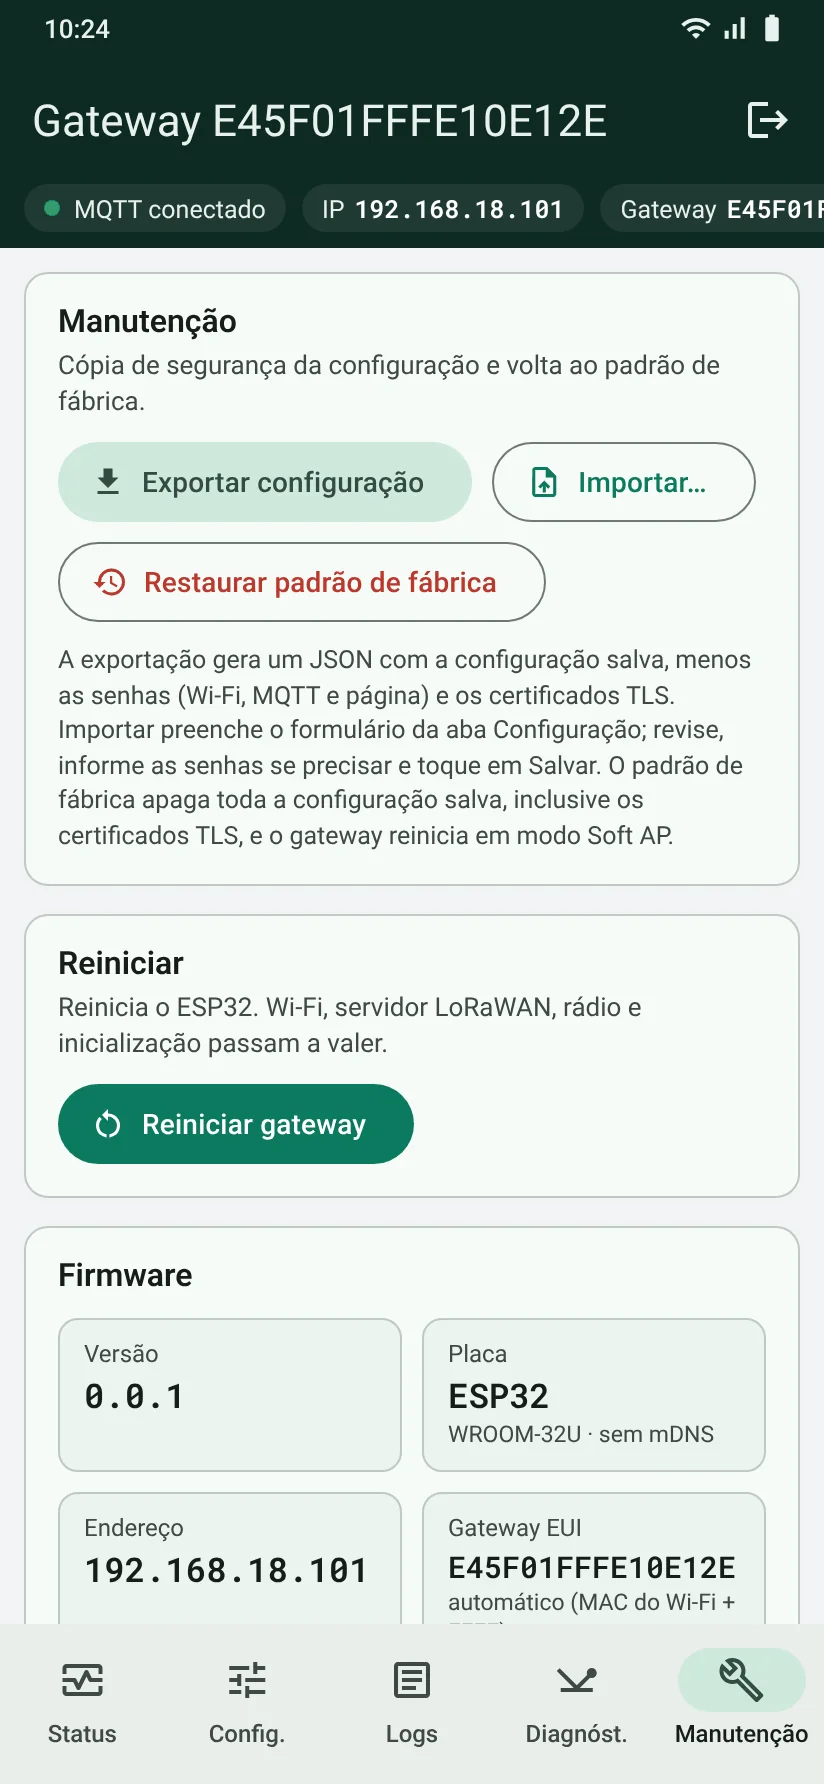 10:24
Gateway E45F01FFFE10E12E
MQTT conectado
IP 192.168.18.101
Gateway E45F01F
Manutenção
Cópia de segurança da configuração e volta ao padrão de
fábrica.
Exportar configuração
Importar...
Restaurar padrão de fábrica
A exportação gera um JSON com a configuração salva, menos
as senhas (Wi-Fi, MQTT e página) e os certificados TLS.
Importar preenche o formulário da aba Configuração; revise,
informe as senhas se precisar e toque em Salvar. O padrão de
fábrica apaga toda a configuração salva, inclusive os
certificados TLS, e o gateway reinicia em modo Soft AP.
Reiniciar
Reinicia o ESP32. Wi-Fi, servidor LoRaWAN, rádio e
inicialização passam a valer.
Reiniciar gateway
Firmware
Versão
0.0.1
Placa
ESP32
WROOM-32U · sem mDNS
Endereço
192.168.18.101
Gateway EUI
E45F01FFFE10E12E
automático (MAC do Wi-Fi +
Status
Config.
Logs
Diagnóst.
Manutenção